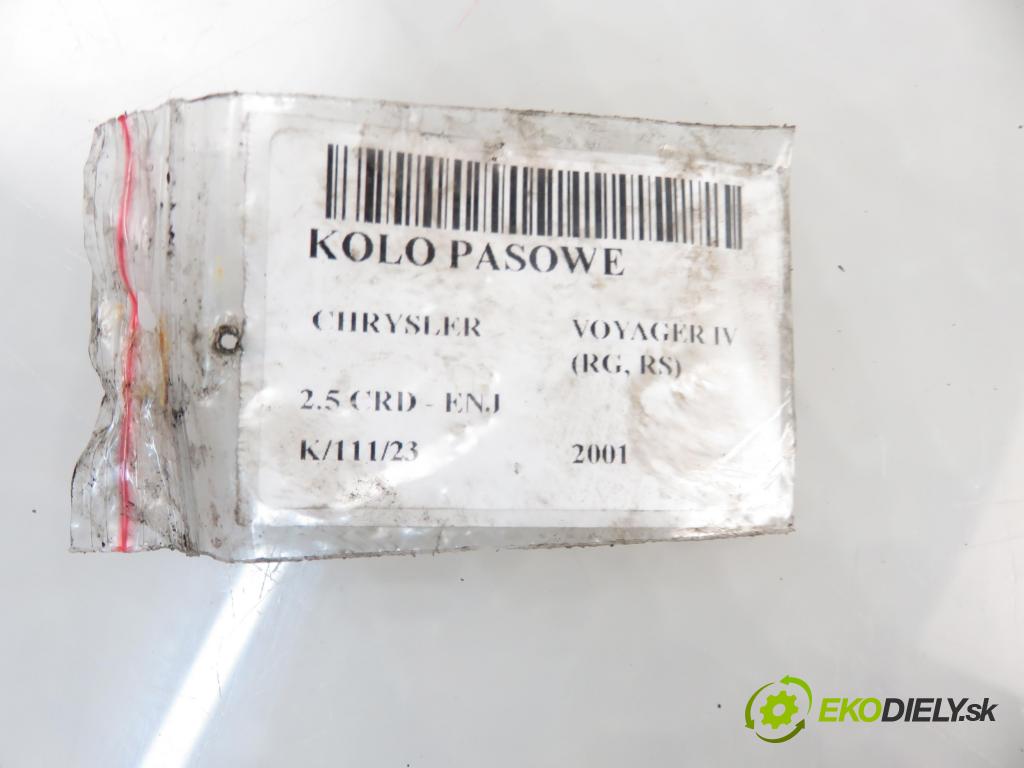 KOLO PASOWE
CHRYSLER
VOYAGER IV
(RG, RS)
2.5 CRD - ENJ
K/111/23
2001
EKODIELY.sk